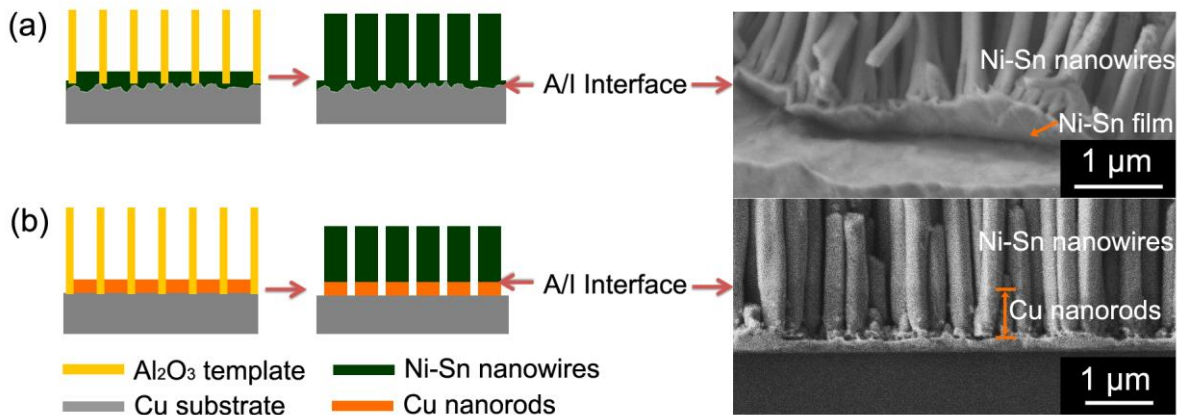 (a)
A/I Interface
Ni-Sn nanowires
Ni-Sn film
1 μm
(b)
A/I Interface
Ni-Sn nanowires
Cu nanorods
1 μm
Al₂O₃ template
Ni-Sn nanowires
Cu substrate
Cu nanorods